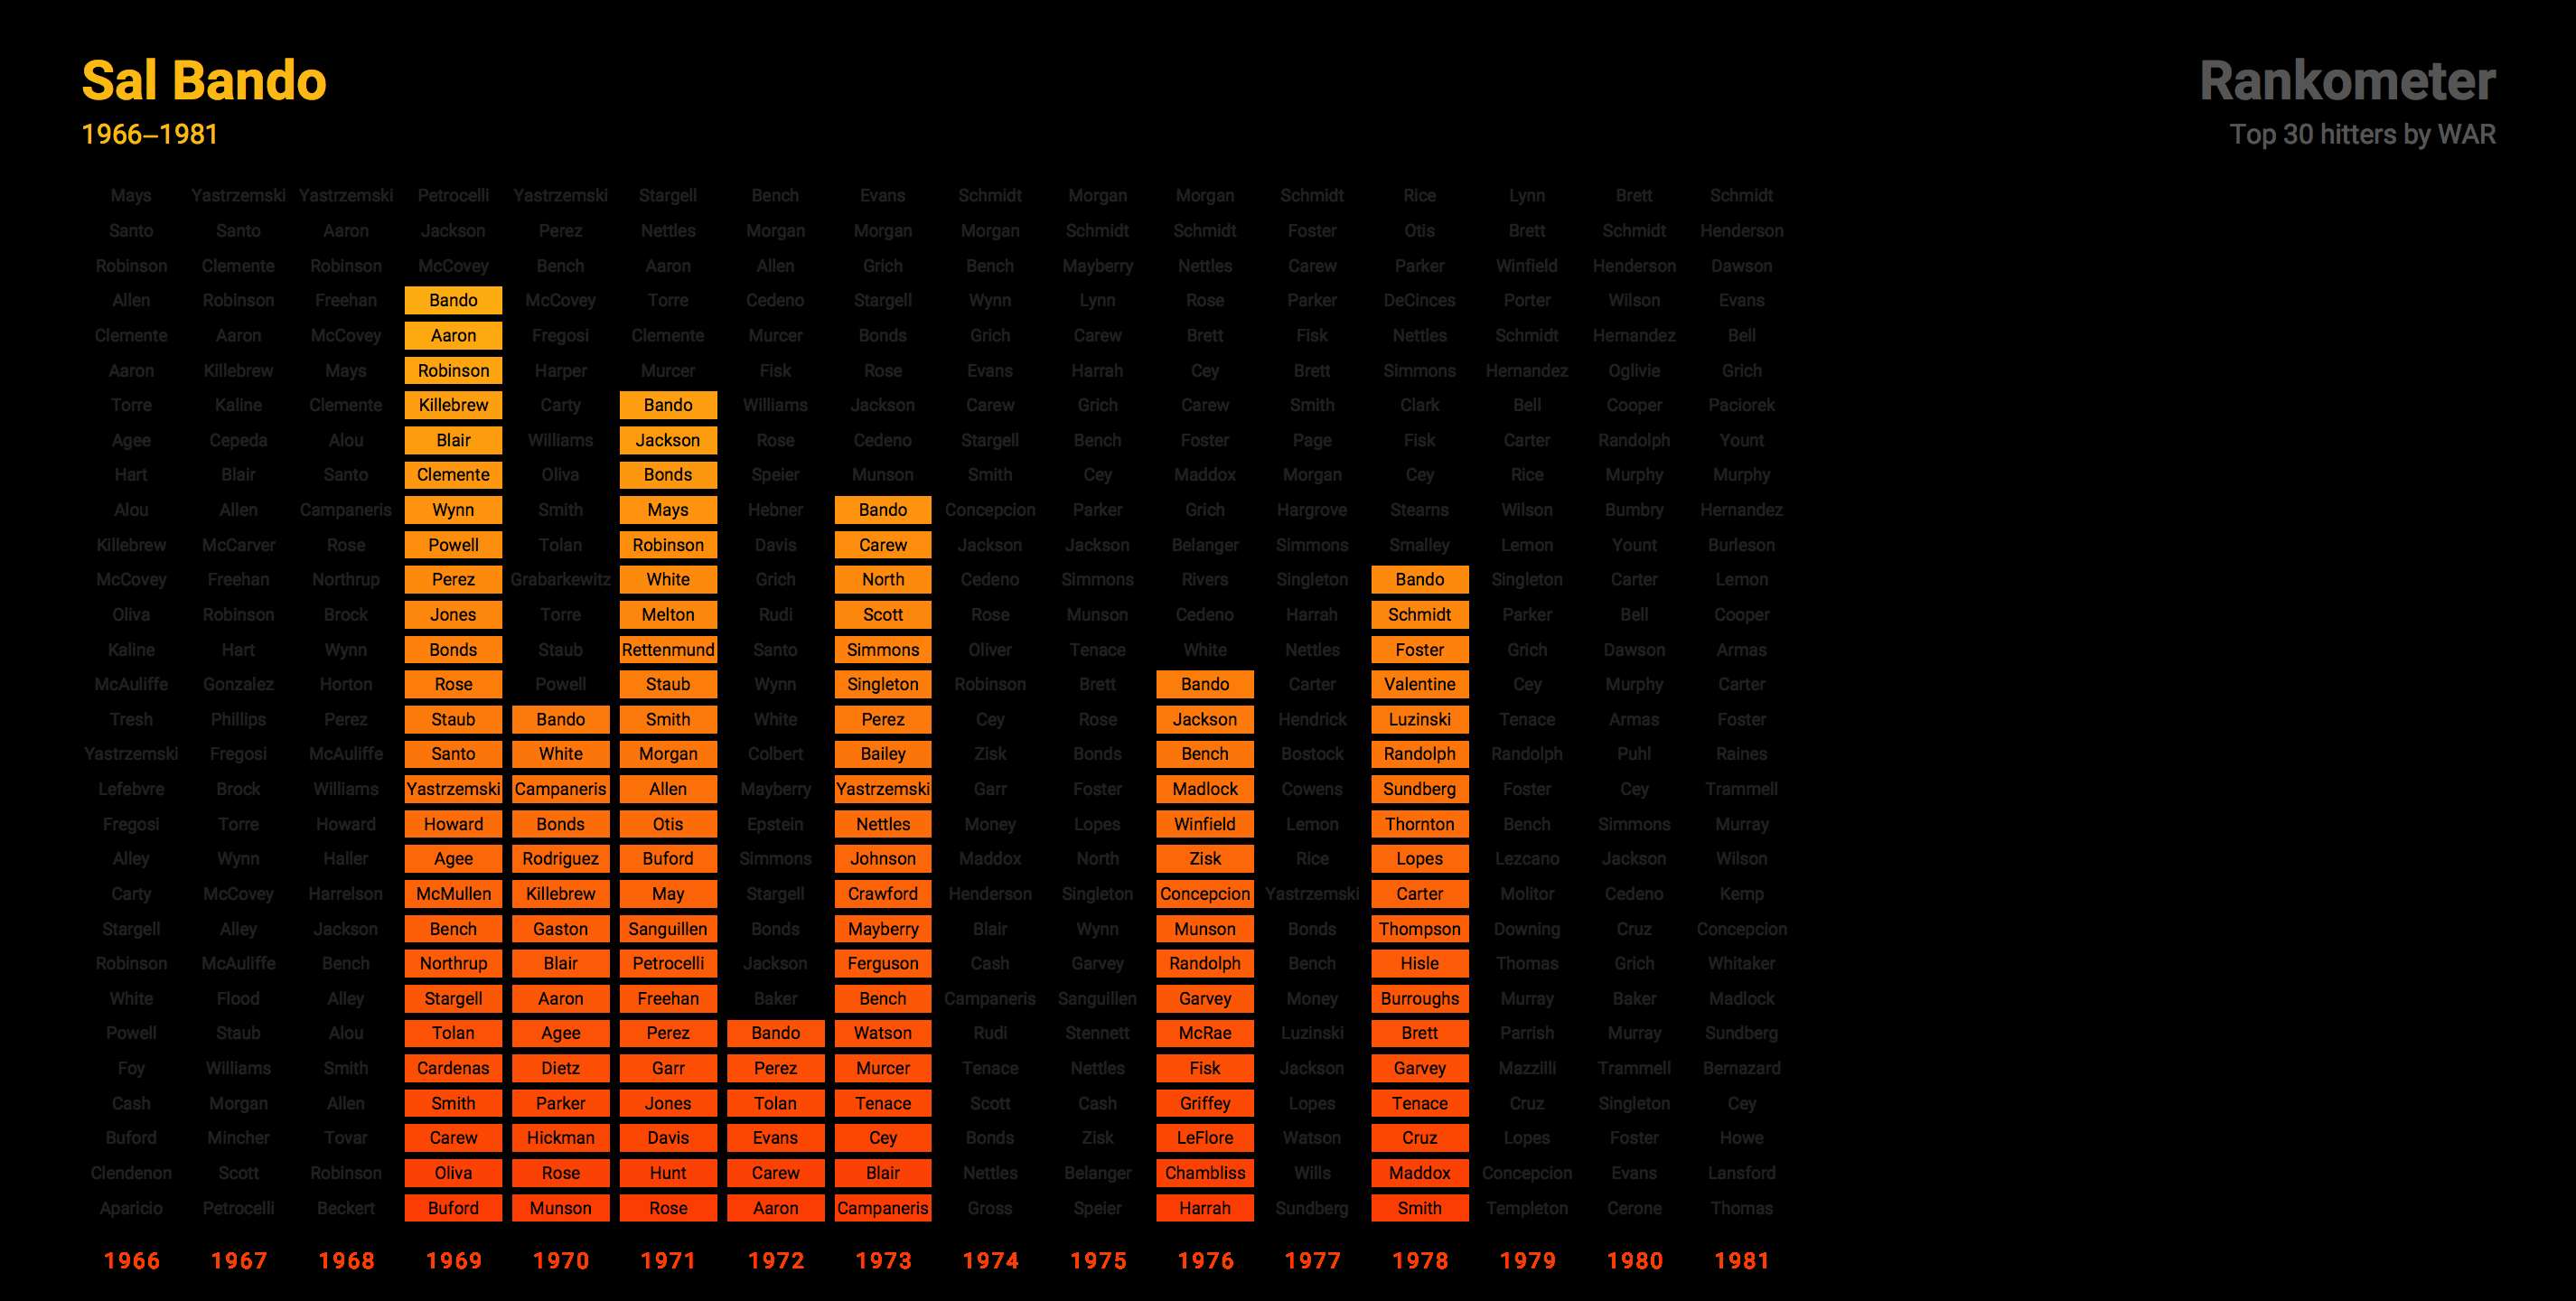 Sal Bando
1966–1981
Rankometer
Top 30 hitters by WAR
Mays Yastrzemski Yastrzemski Petrocelli Yastrzemski Stargell Bench Evans Schmidt Morgan Morgan Schmidt Rice Lynn Brett Schmidt
Santo Santo Aaron Jackson Perez Nettles Morgan Morgan Morgan Schmidt Schmidt Foster Otis Brett Schmidt Henderson
Robinson Clemente Robinson McCovey Bench Aaron Allen Grich Bench Mayberry Nettles Carew Parker Winfield Henderson Dawson
Allen Robinson Freehan Bando McCovey Torre Cedeno Stargell Wynn Lynn Rose Parker DeCinces Porter Wilson Evans
Clemente Aaron McCovey Aaron Fregosi Clemente Murcer Bonds Grich Carew Brett Fisk Nettles Schmidt Hernandez Bell
Aaron Killebrew Mays Robinson Harper Murcer Fisk Rose Evans Harrah Cey Brett Simmons Hernandez Oglivie Grich
Torre Kaline Clemente Killebrew Carty Bando Williams Jackson Carew Grich Carew Smith Clark Bell Cooper Paciorek
Agee Cepeda Alou Blair Williams Jackson Rose Cedeno Stargell Bench Foster Page Fisk Carter Randolph Yount
Hart Blair Santo Clemente Oliva Bonds Speier Munson Smith Cey Maddox Morgan Cey Rice Murphy Murphy
Alou Allen Campaneris Wynn Smith Mays Hebner Bando Concepcion Parker Grich Hargrove Stearns Wilson Bumbry Hernandez
Killebrew McCarver Rose Powell Tolan Robinson Davis Carew Jackson Jackson Belanger Simmons Smalley Lemon Yount Burleson
McCovey Freehan Northrup Perez Grabarkewitz White Grich North Cedeno Simmons Rivers Singleton Bando Singleton Carter Lemon
Oliva Robinson Brock Jones Torre Melton Rudi Scott Rose Munson Cedeno Harrah Schmidt Parker Bell Cooper
Kaline Hart Wynn Bonds Staub Rettenmund Santo Simmons Oliver Tenace White Nettles Foster Grich Dawson Armas
McAuliffe Gonzalez Horton Rose Powell Staub Wynn Singleton Robinson Brett Bando Carter Valentine Cey Murphy Carter
Tresh Phillips Perez Staub Bando Smith White Perez Cey Rose Jackson Hendrick Luzinski Tenace Armas Foster
Yastrzemski Fregosi McAuliffe Santo White Morgan Colbert Bailey Zisk Bonds Bench Bostock Randolph Randolph Puhl Raines
Lefebvre Brock Williams Yastrzemski Campaneris Allen Mayberry Yastrzemski Garr Foster Madlock Cowens Sundberg Foster Cey Trammell
Fregosi Torre Howard Howard Bonds Otis Epstein Nettles Money Lopes Winfield Lemon Thornton Bench Simmons Murray
Alley Wynn Haller Agee Rodriguez Buford Simmons Johnson Maddox North Zisk Rice Lopes Lezcano Jackson Wilson
Carty McCovey Harrelson McMullen Killebrew May Stargell Crawford Henderson Singleton Concepcion Yastrzemski Carter Molitor Cedeno Kemp
Stargell Alley Jackson Bench Gaston Sanguillen Bonds Mayberry Blair Wynn Munson Bonds Thompson Downing Cruz Concepcion
Robinson McAuliffe Bench Northrup Blair Petrocelli Jackson Ferguson Cash Garvey Randolph Bench Hisle Thomas Grich Whitaker
White Flood Alley Stargell Aaron Freehan Baker Bench Campaneris Sanguillen Garvey Money Burroughs Murray Baker Madlock
Powell Staub Alou Tolan Agee Perez Bando Watson Rudi Stennett McRae Luzinski Brett Parrish Murray Sundberg
Foy Williams Smith Cardenas Dietz Garr Perez Murcer Tenace Nettles Fisk Jackson Garvey Mazzilli Trammell Bernazard
Cash Morgan Allen Smith Parker Jones Tolan Tenace Scott Cash Griffey Lopes Tenace Cruz Singleton Cey
Buford Mincher Tovar Carew Hickman Davis Evans Cey Bonds Zisk LeFlore Watson Cruz Lopes Foster Howe
Clendenon Scott Robinson Oliva Rose Hunt Carew Blair Nettles Belanger Chambliss Wills Maddox Concepcion Evans Lansford
Aparicio Petrocelli Beckert Buford Munson Rose Aaron Campaneris Gross Speier Harrah Sundberg Smith Templeton Cerone Thomas
1966 1967 1968 1969 1970 1971 1972 1973 1974 1975 1976 1977 1978 1979 1980 1981